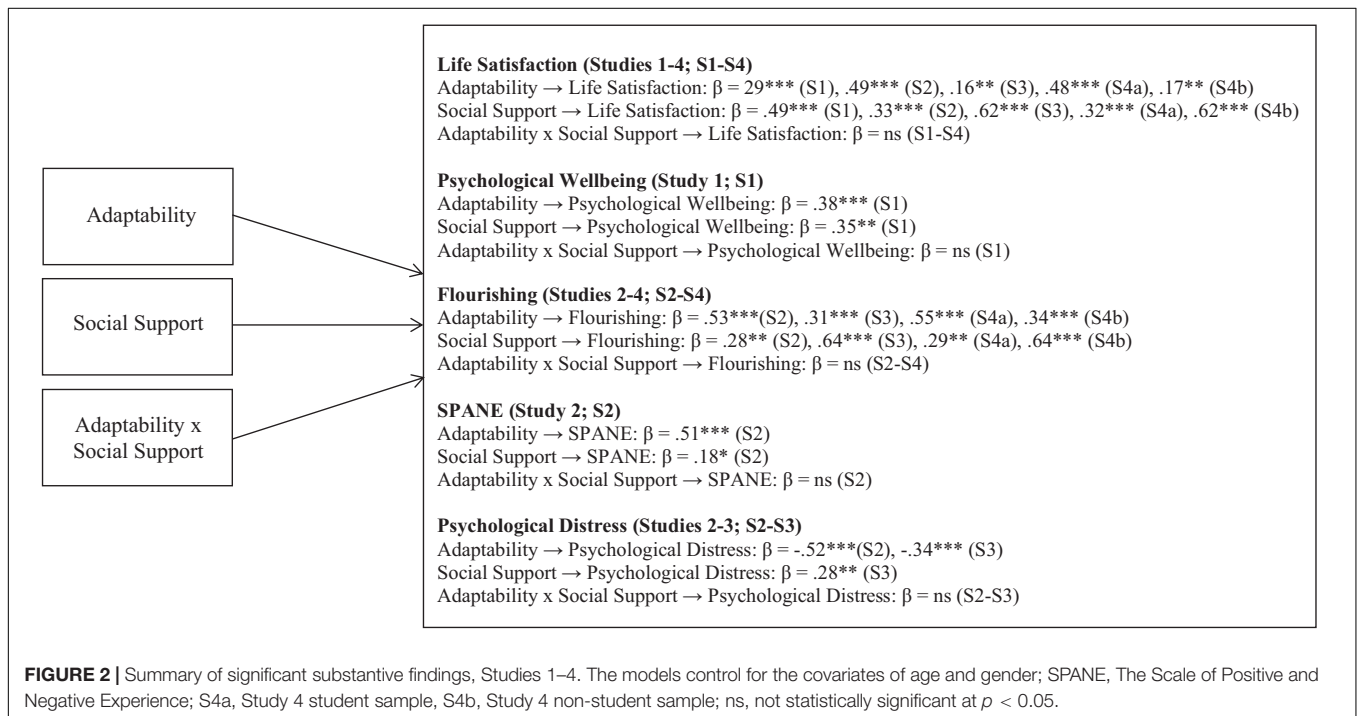 Adaptability
Social Support
Adaptability x
Social Support
Life Satisfaction (Studies 1-4; S1-S4)
Adaptability → Life Satisfaction: β = 29*** (S1), .49*** (S2), .16** (S3), .48*** (S4a), .17** (S4b)
Social Support → Life Satisfaction: β = .49*** (S1), .33*** (S2), .62*** (S3), .32*** (S4a), .62*** (S4b)
Adaptability x Social Support → Life Satisfaction: β = ns (S1-S4)
Psychological Wellbeing (Study 1; S1)
Adaptability → Psychological Wellbeing: β = .38*** (S1)
Social Support → Psychological Wellbeing: β = .35** (S1)
Adaptability x Social Support → Psychological Wellbeing: β = ns (S1)
Flourishing (Studies 2-4; S2-S4)
Adaptability → Flourishing: β = .53***(S2), .31*** (S3), .55*** (S4a), .34*** (S4b)
Social Support → Flourishing: β = .28** (S2), .64*** (S3), .29** (S4a), .64*** (S4b)
Adaptability x Social Support → Flourishing: β = ns (S2-S4)
SPANE (Study 2; S2)
Adaptability → SPANE: β = .51*** (S2)
Social Support → SPANE: β = .18* (S2)
Adaptability x Social Support → SPANE: β = ns (S2)
Psychological Distress (Studies 2-3; S2-S3)
Adaptability → Psychological Distress: β = -.52***(S2), -.34*** (S3)
Social Support → Psychological Distress: β = .28** (S3)
Adaptability x Social Support → Psychological Distress: β = ns (S2-S3)
FIGURE 2 | Summary of significant substantive findings, Studies 1–4. The models control for the covariates of age and gender; SPANE, The Scale of Positive and
Negative Experience; S4a, Study 4 student sample, S4b, Study 4 non-student sample; ns, not statistically significant at p < 0.05.